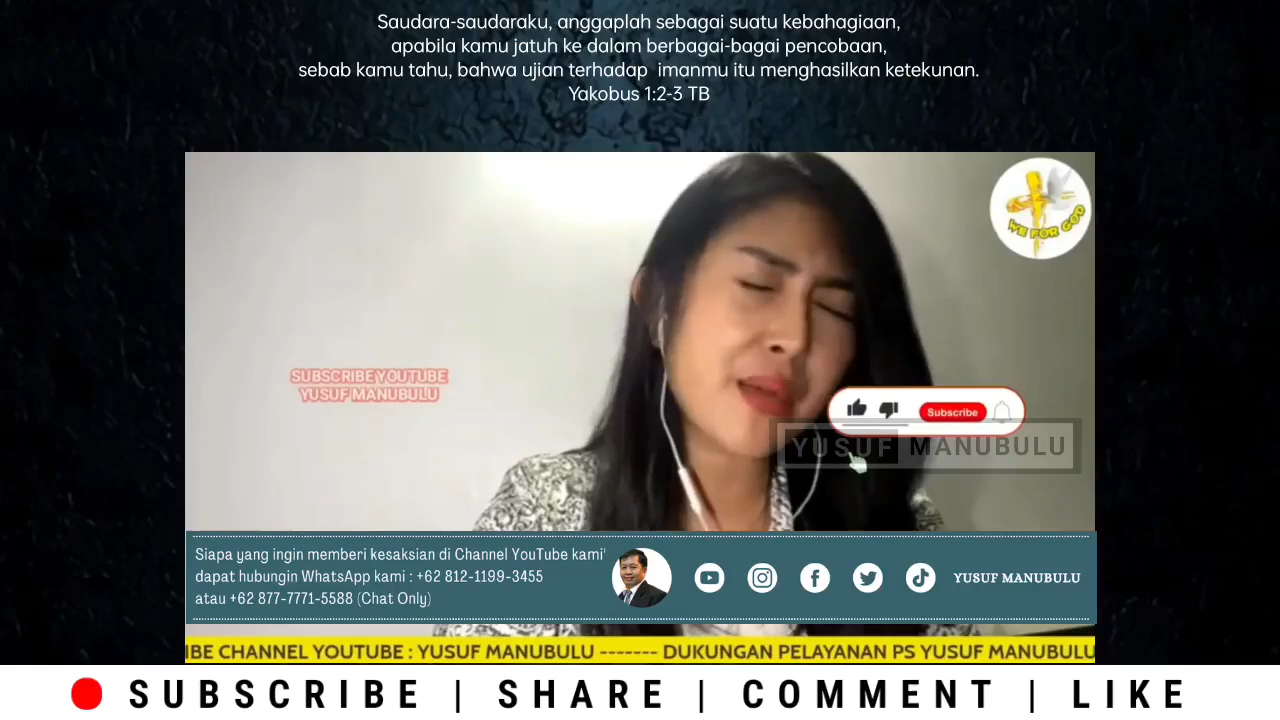 Saudara-saudaraku, anggaplah sebagai suatu kebahagiaan,
apabila kamu jatuh ke dalam berbagai-bagai pencobaan,
sebab kamu tahu, bahwa ujian terhadap imanmu itu menghasilkan ketekunan.
Yakobus 1:2-3 TB
WE FOR GOD
SUBSCRIBE YOUTUBE
YUSUF MANUBULU
Subscribe
YUSUF MANUBULU
Siapa yang ingin memberi kesaksian di Channel YouTube kami'
dapat hubungin WhatsApp kami : +62 812-1199-3455
atau +62 877-7771-5588 (Chat Only)
YUSUF MANUBULU
IBE CHANNEL YOUTUBE : YUSUF MANUBULU ------- DUKUNGAN PELAYANAN PS YUSUF MANUBULU
SUBSCRIBE | SHARE | COMMENT | LIKE